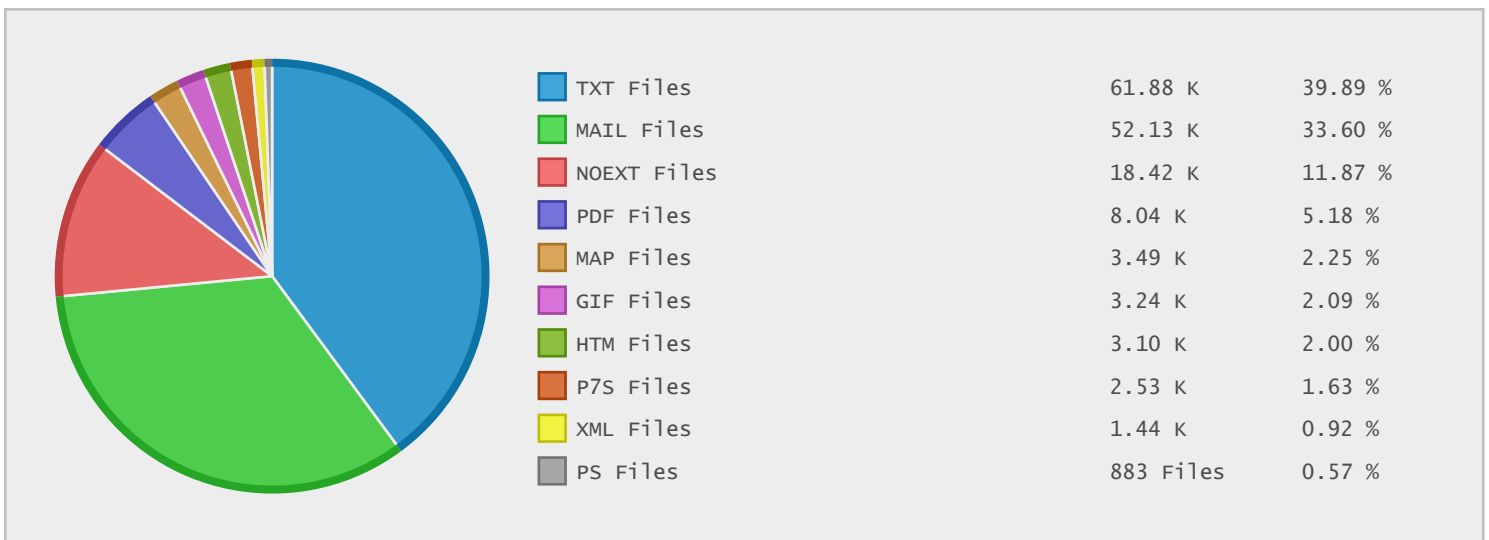 TXT Files 61.88 K 39.89 %
MAIL Files 52.13 K 33.60 %
NOEXT Files 18.42 K 11.87 %
PDF Files 8.04 K 5.18 %
MAP Files 3.49 K 2.25 %
GIF Files 3.24 K 2.09 %
HTM Files 3.10 K 2.00 %
P7S Files 2.53 K 1.63 %
XML Files 1.44 K 0.92 %
PS Files 883 Files 0.57 %